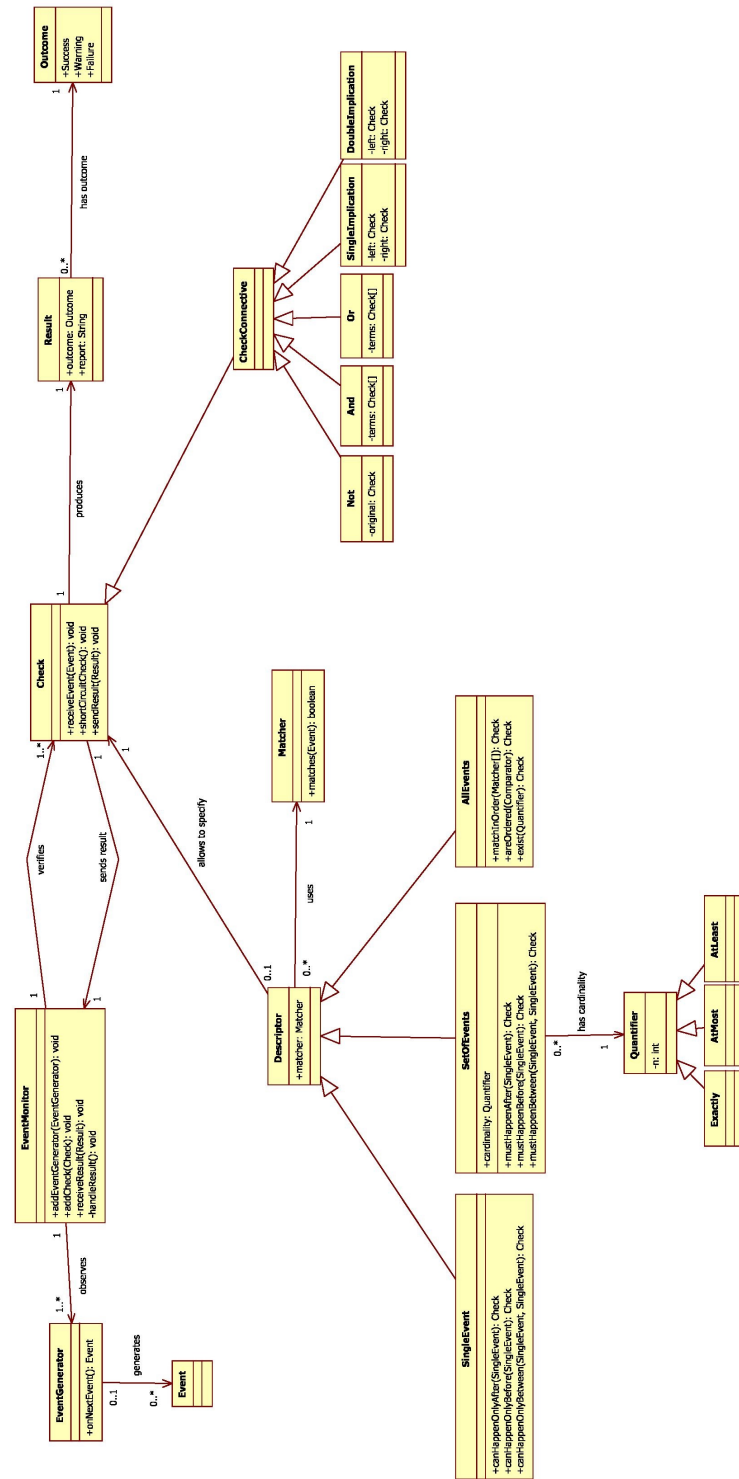 EventGenerator
+onNextEvent(): Event
0..1
generates
0..*
Event
1..*
observes
1
EventMonitor
+addEventGenerator(EventGenerator): void
+addCheck(Check): void
+receiveResult(Result): void
-handleResult(): void
1
verifies
1..*
1
sends result
1
Check
+receiveEvent(Event): void
+shortCircuitCheck(): void
+sendResult(Result): void
1
produces
1
Result
+outcome: Outcome
+report: String
0..*
has outcome
1
Outcome
+Success
+Warning
+Failure
1
allows to specify
0..1
Descriptor
+matcher: Matcher
0..*
uses
1
Matcher
+matches(Event): boolean
CheckConnective
Not
-original: Check
And
-terms: Check[]
Or
-terms: Check[]
SingleImplication
-left: Check
-right: Check
DoubleImplication
-left: Check
-right: Check
SingleEvent
+canHappenOnlyAfter(SingleEvent): Check
+canHappenOnlyBefore(SingleEvent): Check
+canHappenOnlyBetween(SingleEvent, SingleEvent): Check
SetOfEvents
+cardinality: Quantifier
+mustHappenAfter(SingleEvent): Check
+mustHappenBefore(SingleEvent): Check
+mustHappenBetween(SingleEvent, SingleEvent): Check
AllEvents
+matchInOrder(Matcher[]): Check
+areOrdered(Comparator): Check
+exist(Quantifier): Check
0..*
has cardinality
1
Quantifier
-n: int
Exactly
AtMost
AtLeast